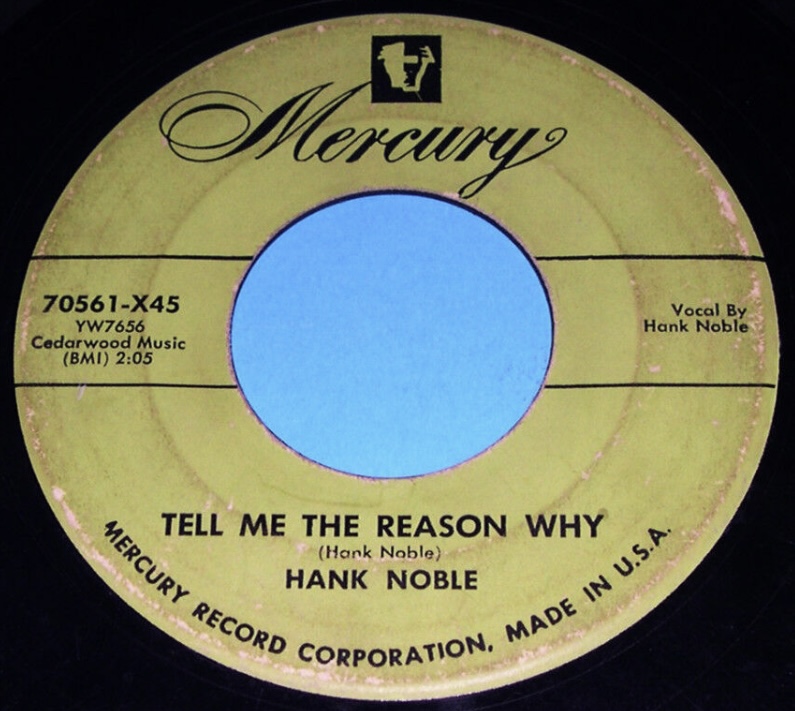 Mercury
70561-X45
YW7656
Cedarwood Music
(BMI) 2:05
Vocal By
Hank Noble
TELL ME THE REASON WHY
(Hank Noble)
HANK NOBLE
MERCURY RECORD CORPORATION, MADE IN U.S.A.